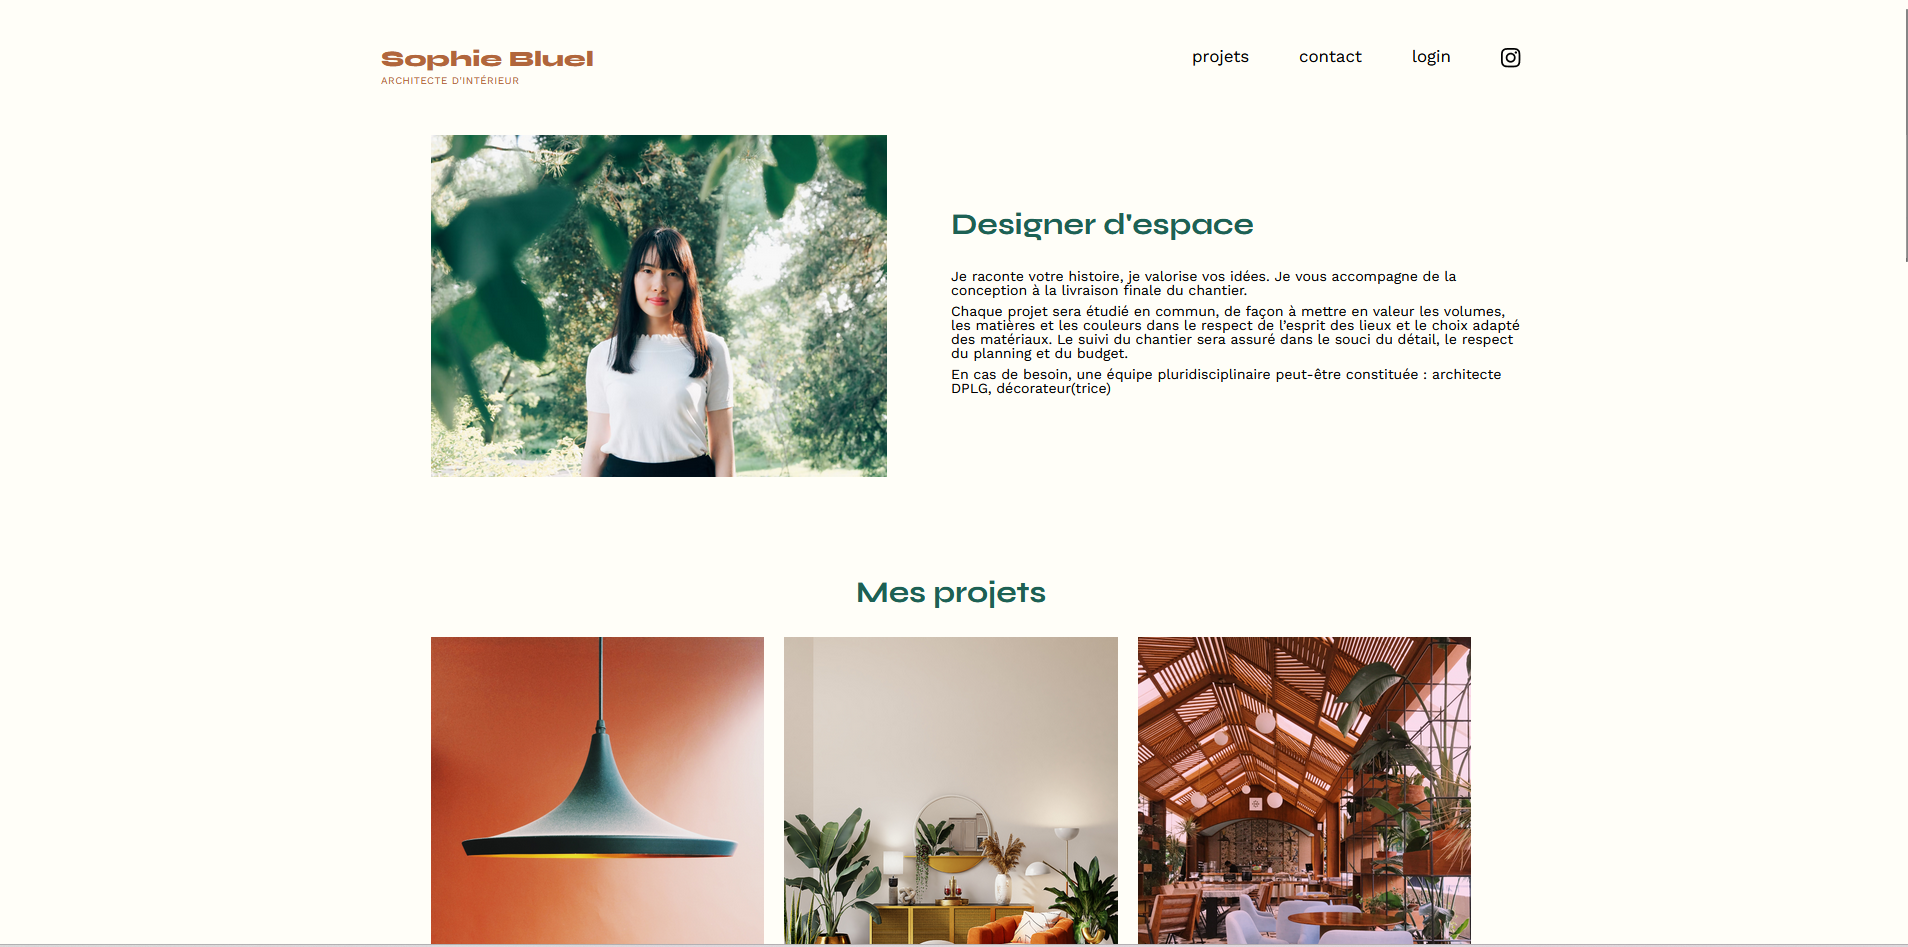 Sophie Bluel
ARCHITECTE D'INTÉRIEUR
projets
contact
login
Designer d'espace
Je raconte votre histoire, je valorise vos idées. Je vous accompagne de la
conception à la livraison finale du chantier.
Chaque projet sera étudié en commun, de façon à mettre en valeur les volumes,
les matières et les couleurs dans le respect de l’esprit des lieux et le choix adapté
des matériaux. Le suivi du chantier sera assuré dans le souci du détail, le respect
du planning et du budget.
En cas de besoin, une équipe pluridisciplinaire peut-être constituée : architecte
DPLG, décorateur(trice)
Mes projets